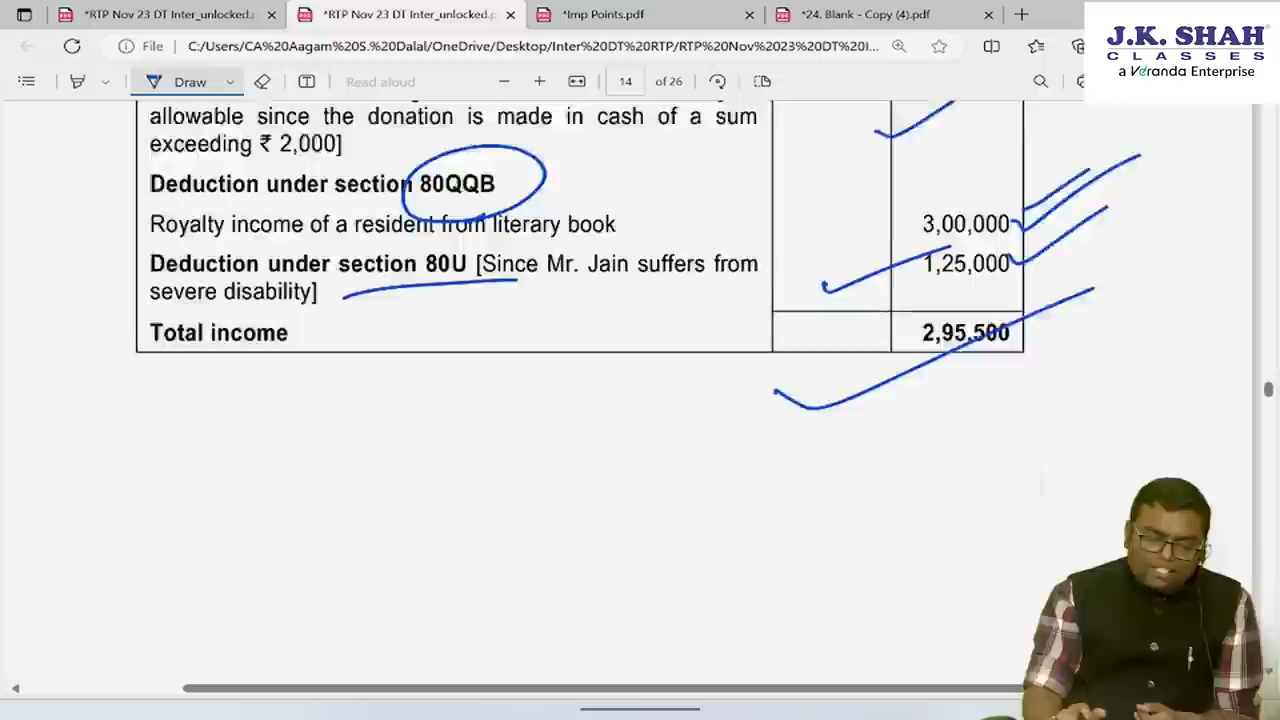 *RTP Nov 23 DT Inter_unlocked.p
*RTP Nov 23 DT Inter_unlocked.p
*Imp Points.pdf
*24. Blank - Copy (4).pdf
File
C:/Users/CA%20Aagam%20S.%20Dalal/OneDrive/Desktop/Inter%20DT%20RTP/RTP%20Nov%202023%20DT%20I...
J.K. SHAH
CLASSES
a Veranda Enterprise
Draw
Read aloud
14 of 26
allowable since the donation is made in cash of a sum
exceeding ₹ 2,000]
Deduction under section 80QQB
Royalty income of a resident from literary book 3,00,000
Deduction under section 80U [Since Mr. Jain suffers from 1,25,000
severe disability]
Total income 2,95,500